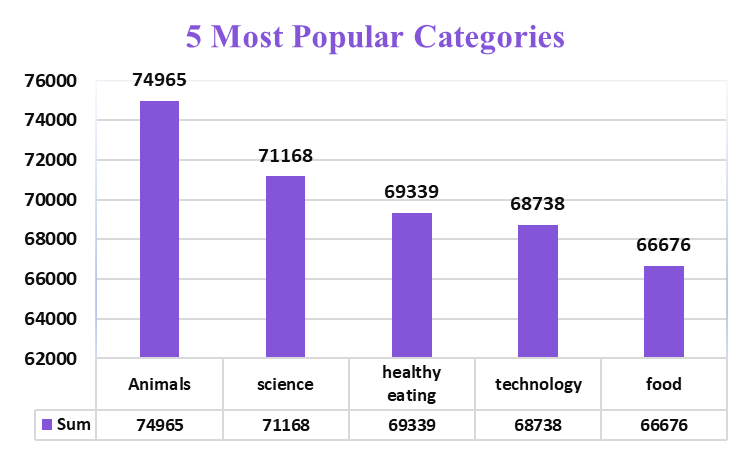 5 Most Popular Categories
76000
74000
72000
70000
68000
66000
64000
62000
74965
71168
69339
68738
66676
Animals
science
healthy
eating
technology
food
Sum 74965 71168 69339 68738 66676